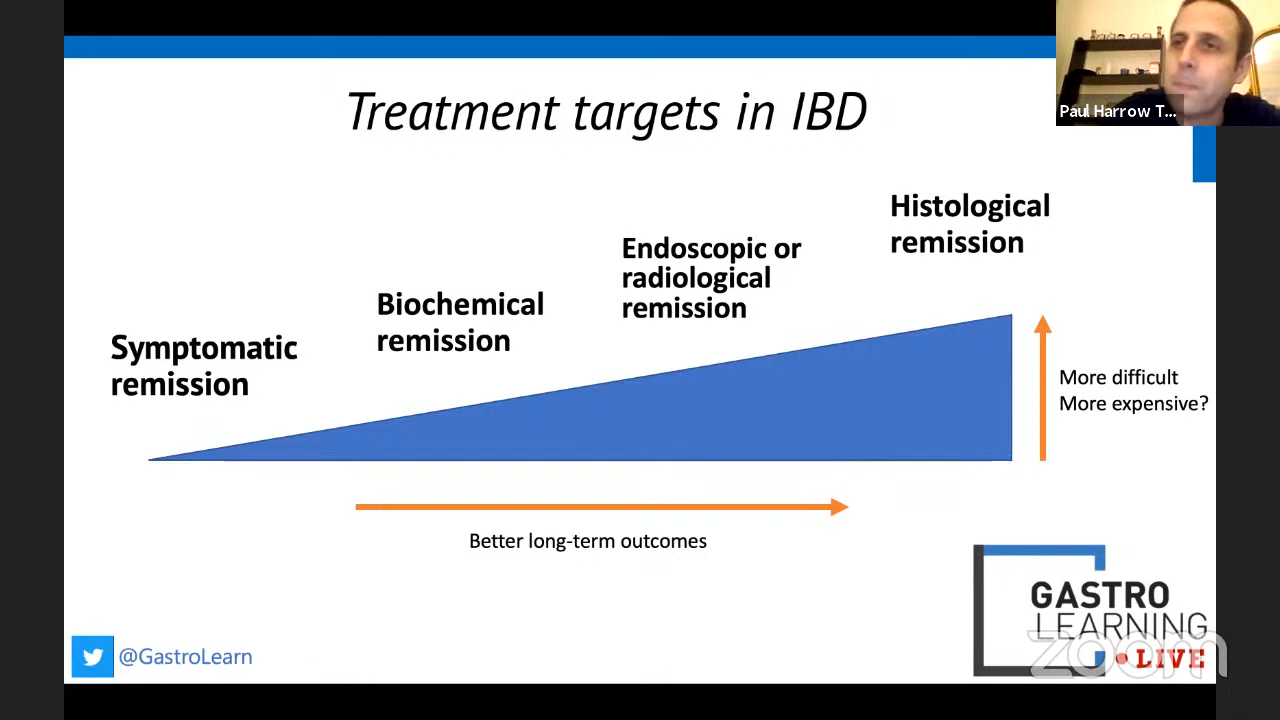 Treatment targets in IBD
Paul Harrow T...
Histological
remission
Endoscopic or
radiological
remission
Biochemical
remission
Symptomatic
remission
More difficult
More expensive?
Better long-term outcomes
GASTRO
LEARNING
LIVE
zoom
@GastroLearn